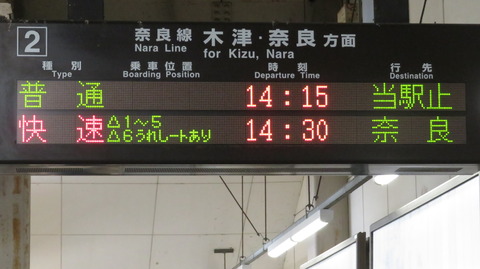 2 奈良線 木津・奈良方面
Nara Line for Kizu, Nara
種別 乗車位置 時刻 行先
Type Boarding Position Departure Time Destination
普通 14:15 当駅止
快速 △1~5 14:30 奈良
△6うれしートあり